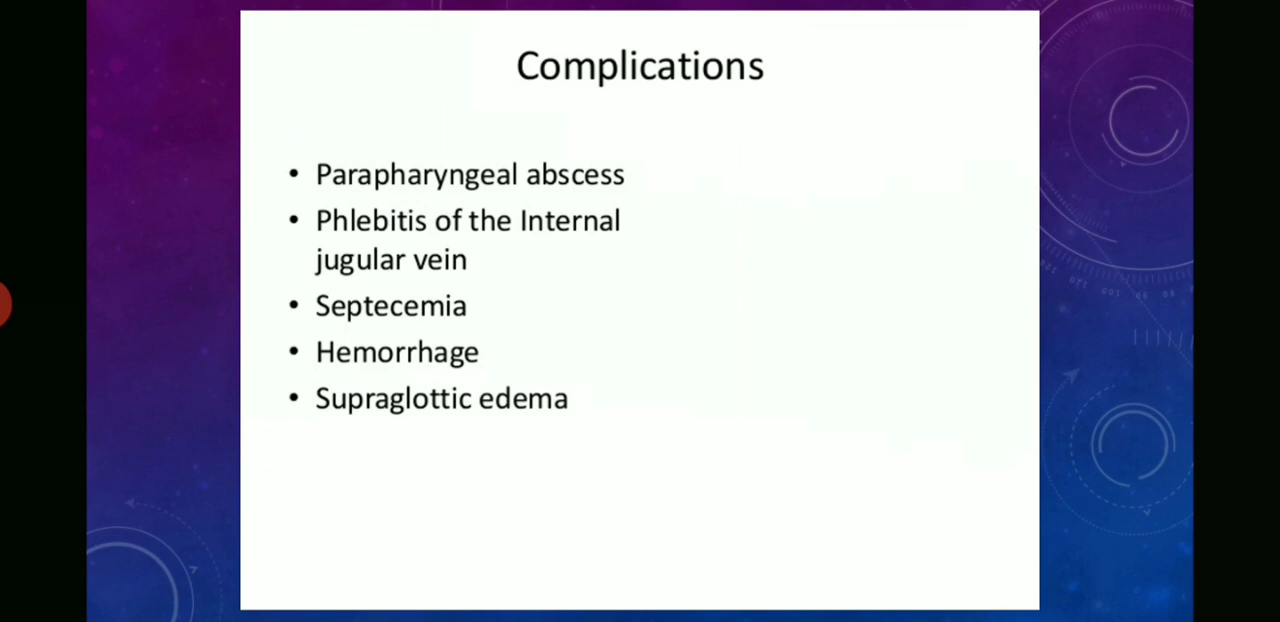 Complications
• Parapharyngeal abscess
• Phlebitis of the Internal
jugular vein
• Septecemia
• Hemorrhage
• Supraglottic edema